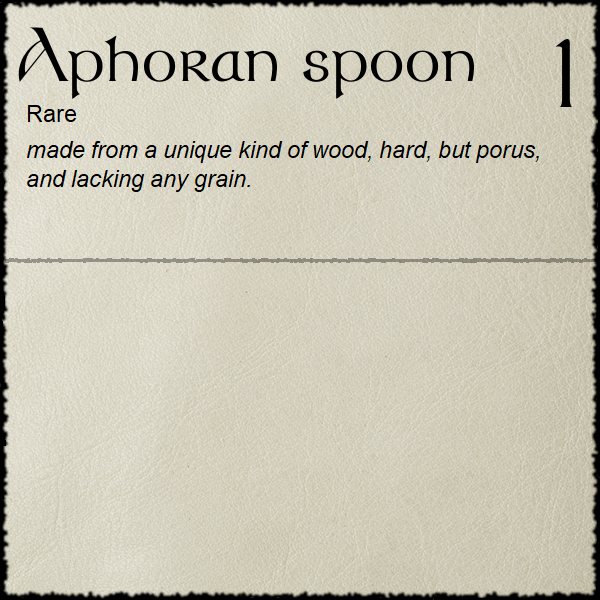 Aphoran spoon 1
Rare
made from a unique kind of wood, hard, but porus,
and lacking any grain.